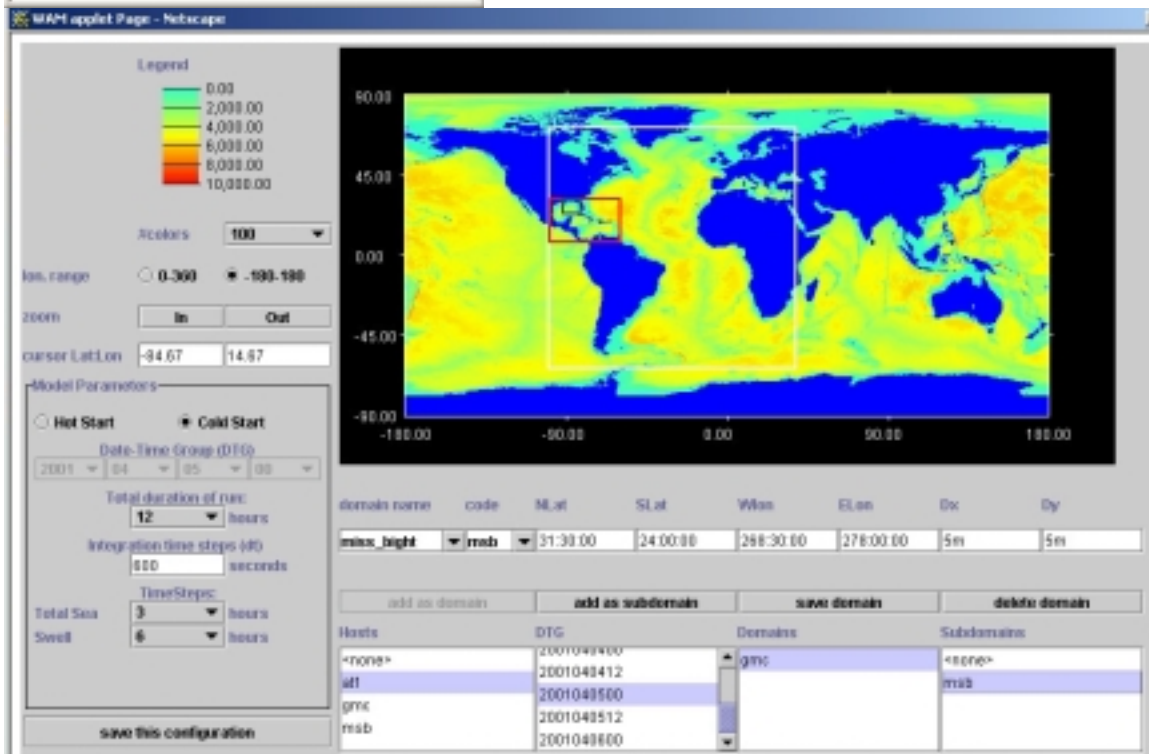 WAM applet Page - Netscape
Legend
0.00
2,000.00
4,000.00
6,000.00
8,000.00
10,000.00
#colors 100
lon. range 0-360 -180-180
zoom In Out
cursor Lat:Lon -84.67 14.67
Model Parameters
Hot Start Cold Start
Date-Time Group (DTG)
2001 04 05 00
Total duration of run:
12 hours
Integration time steps (dt)
600 seconds
TimeSteps:
Total Sea 3 hours
Swell 6 hours
save this configuration
90.00
45.00
0.00
-45.00
-90.00
-180.00 -90.00 0.00 90.00 180.00
domain name code NLat SLat Wlon ELon Dx Dy
miss_bight msb 31:30:00 24:00:00 268:30:00 278:00:00 5m 5m
add as domain add as subdomain save domain delete domain
Hosts DTG Domains Subdomains
<none> 2001040400 gmc <none>
2001040412 msb
gmc 2001040500
msb 2001040512
2001040600